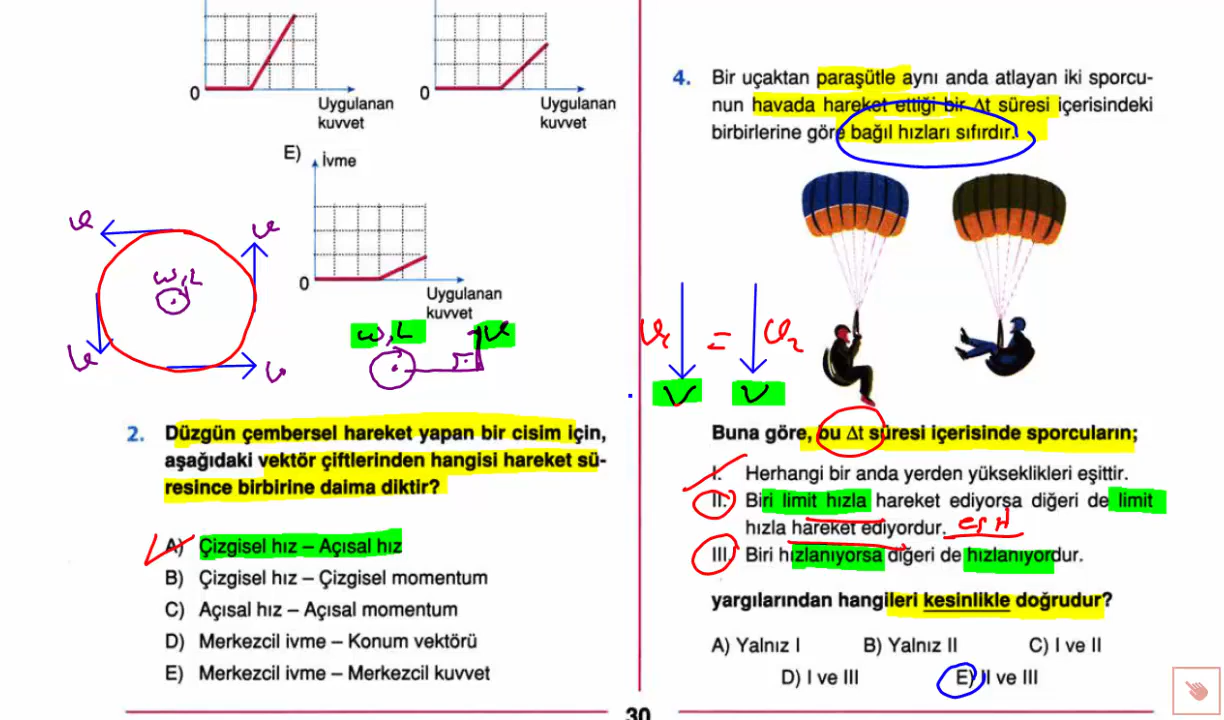 0
Uygulanan
kuvvet
0
Uygulanan
kuvvet
E)
İvme
0
Uygulanan
kuvvet
v
v
w, L
v
v
w, L
v
2. Düzgün çembersel hareket yapan bir cisim için,
aşağıdaki vektör çiftlerinden hangisi hareket sü-
resince birbirine daima diktir?
A) Çizgisel hız – Açısal hız
B) Çizgisel hız – Çizgisel momentum
C) Açısal hız – Açısal momentum
D) Merkezcil ivme – Konum vektörü
E) Merkezcil ivme – Merkezcil kuvvet
4. Bir uçaktan paraşütle aynı anda atlayan iki sporcu-
nun havada hareket ettiği bir Δt süresi içerisindeki
birbirlerine göre bağıl hızları sıfırdır.
v1 = v2
v v
Buna göre, bu Δt süresi içerisinde sporcuların;
I. Herhangi bir anda yerden yükseklikleri eşittir.
II. Biri limit hızla hareket ediyorsa diğeri de limit
hızla hareket ediyordur. eşit
III. Biri hızlanıyorsa diğeri de hızlanıyordur.
yargılarından hangileri kesinlikle doğrudur?
A) Yalnız I B) Yalnız II C) I ve II
D) I ve III E) II ve III
30